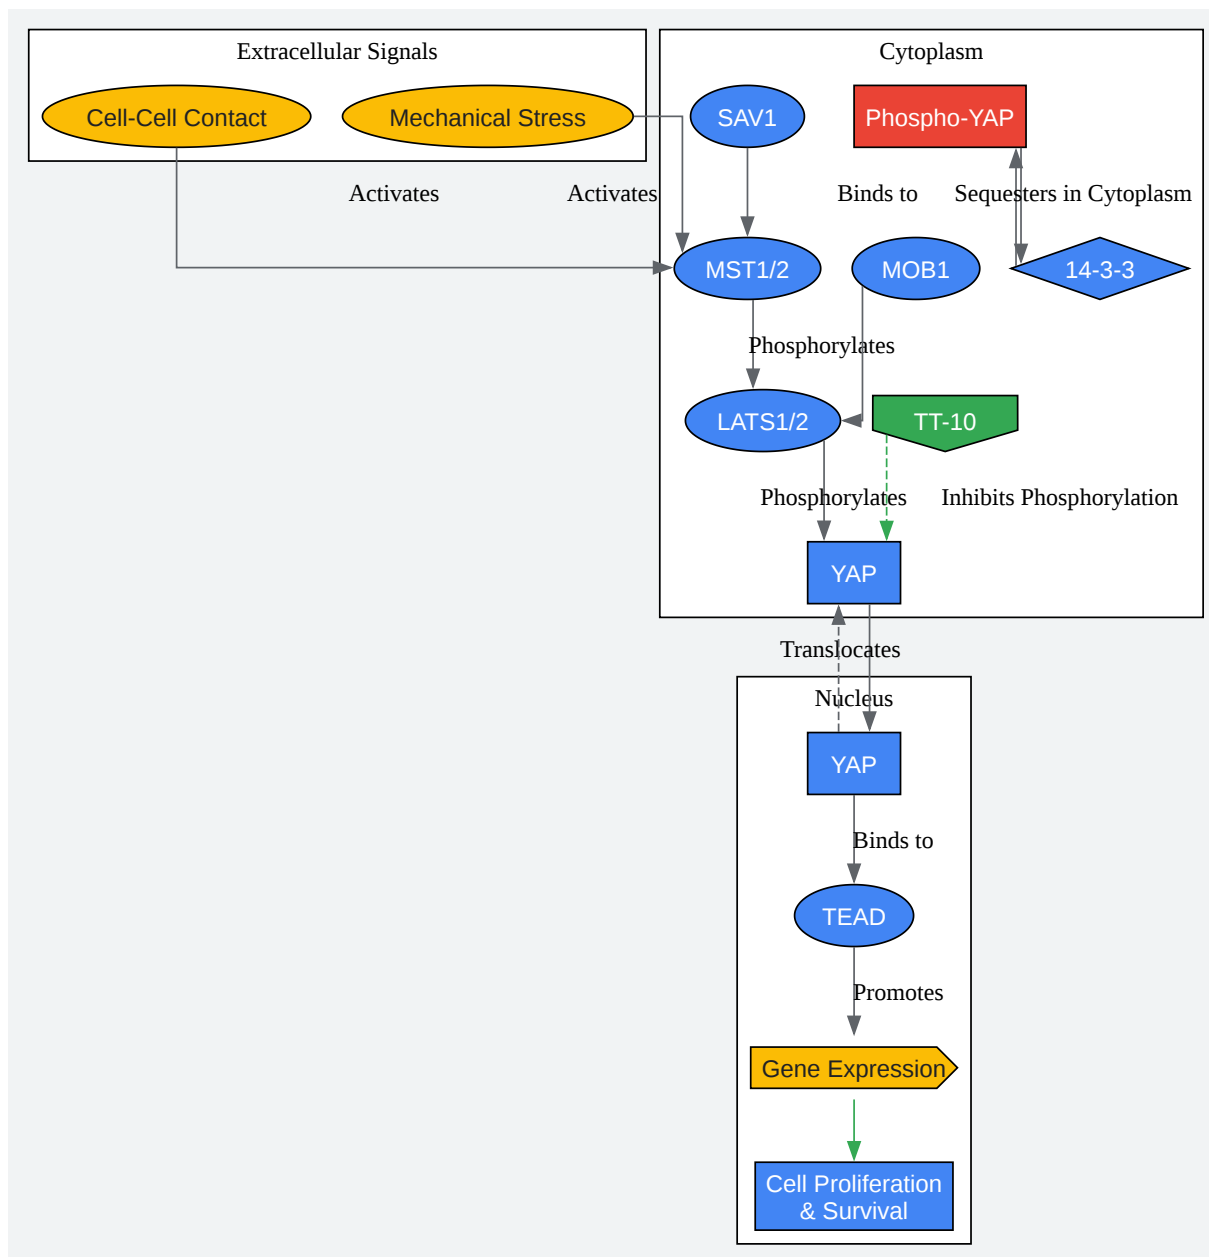 Extracellular Signals
Cytoplasm
Cell-Cell Contact
Mechanical Stress
SAV1
Phospho-YAP
Activates
Activates
Binds to
Sequesters in Cytoplasm
MST1/2
MOB1
14-3-3
Phosphorylates
LATS1/2
TT-10
Phosphorylates
Inhibits Phosphorylation
YAP
Translocates
Nucleus
YAP
Binds to
TEAD
Promotes
Gene Expression
Cell Proliferation
& Survival